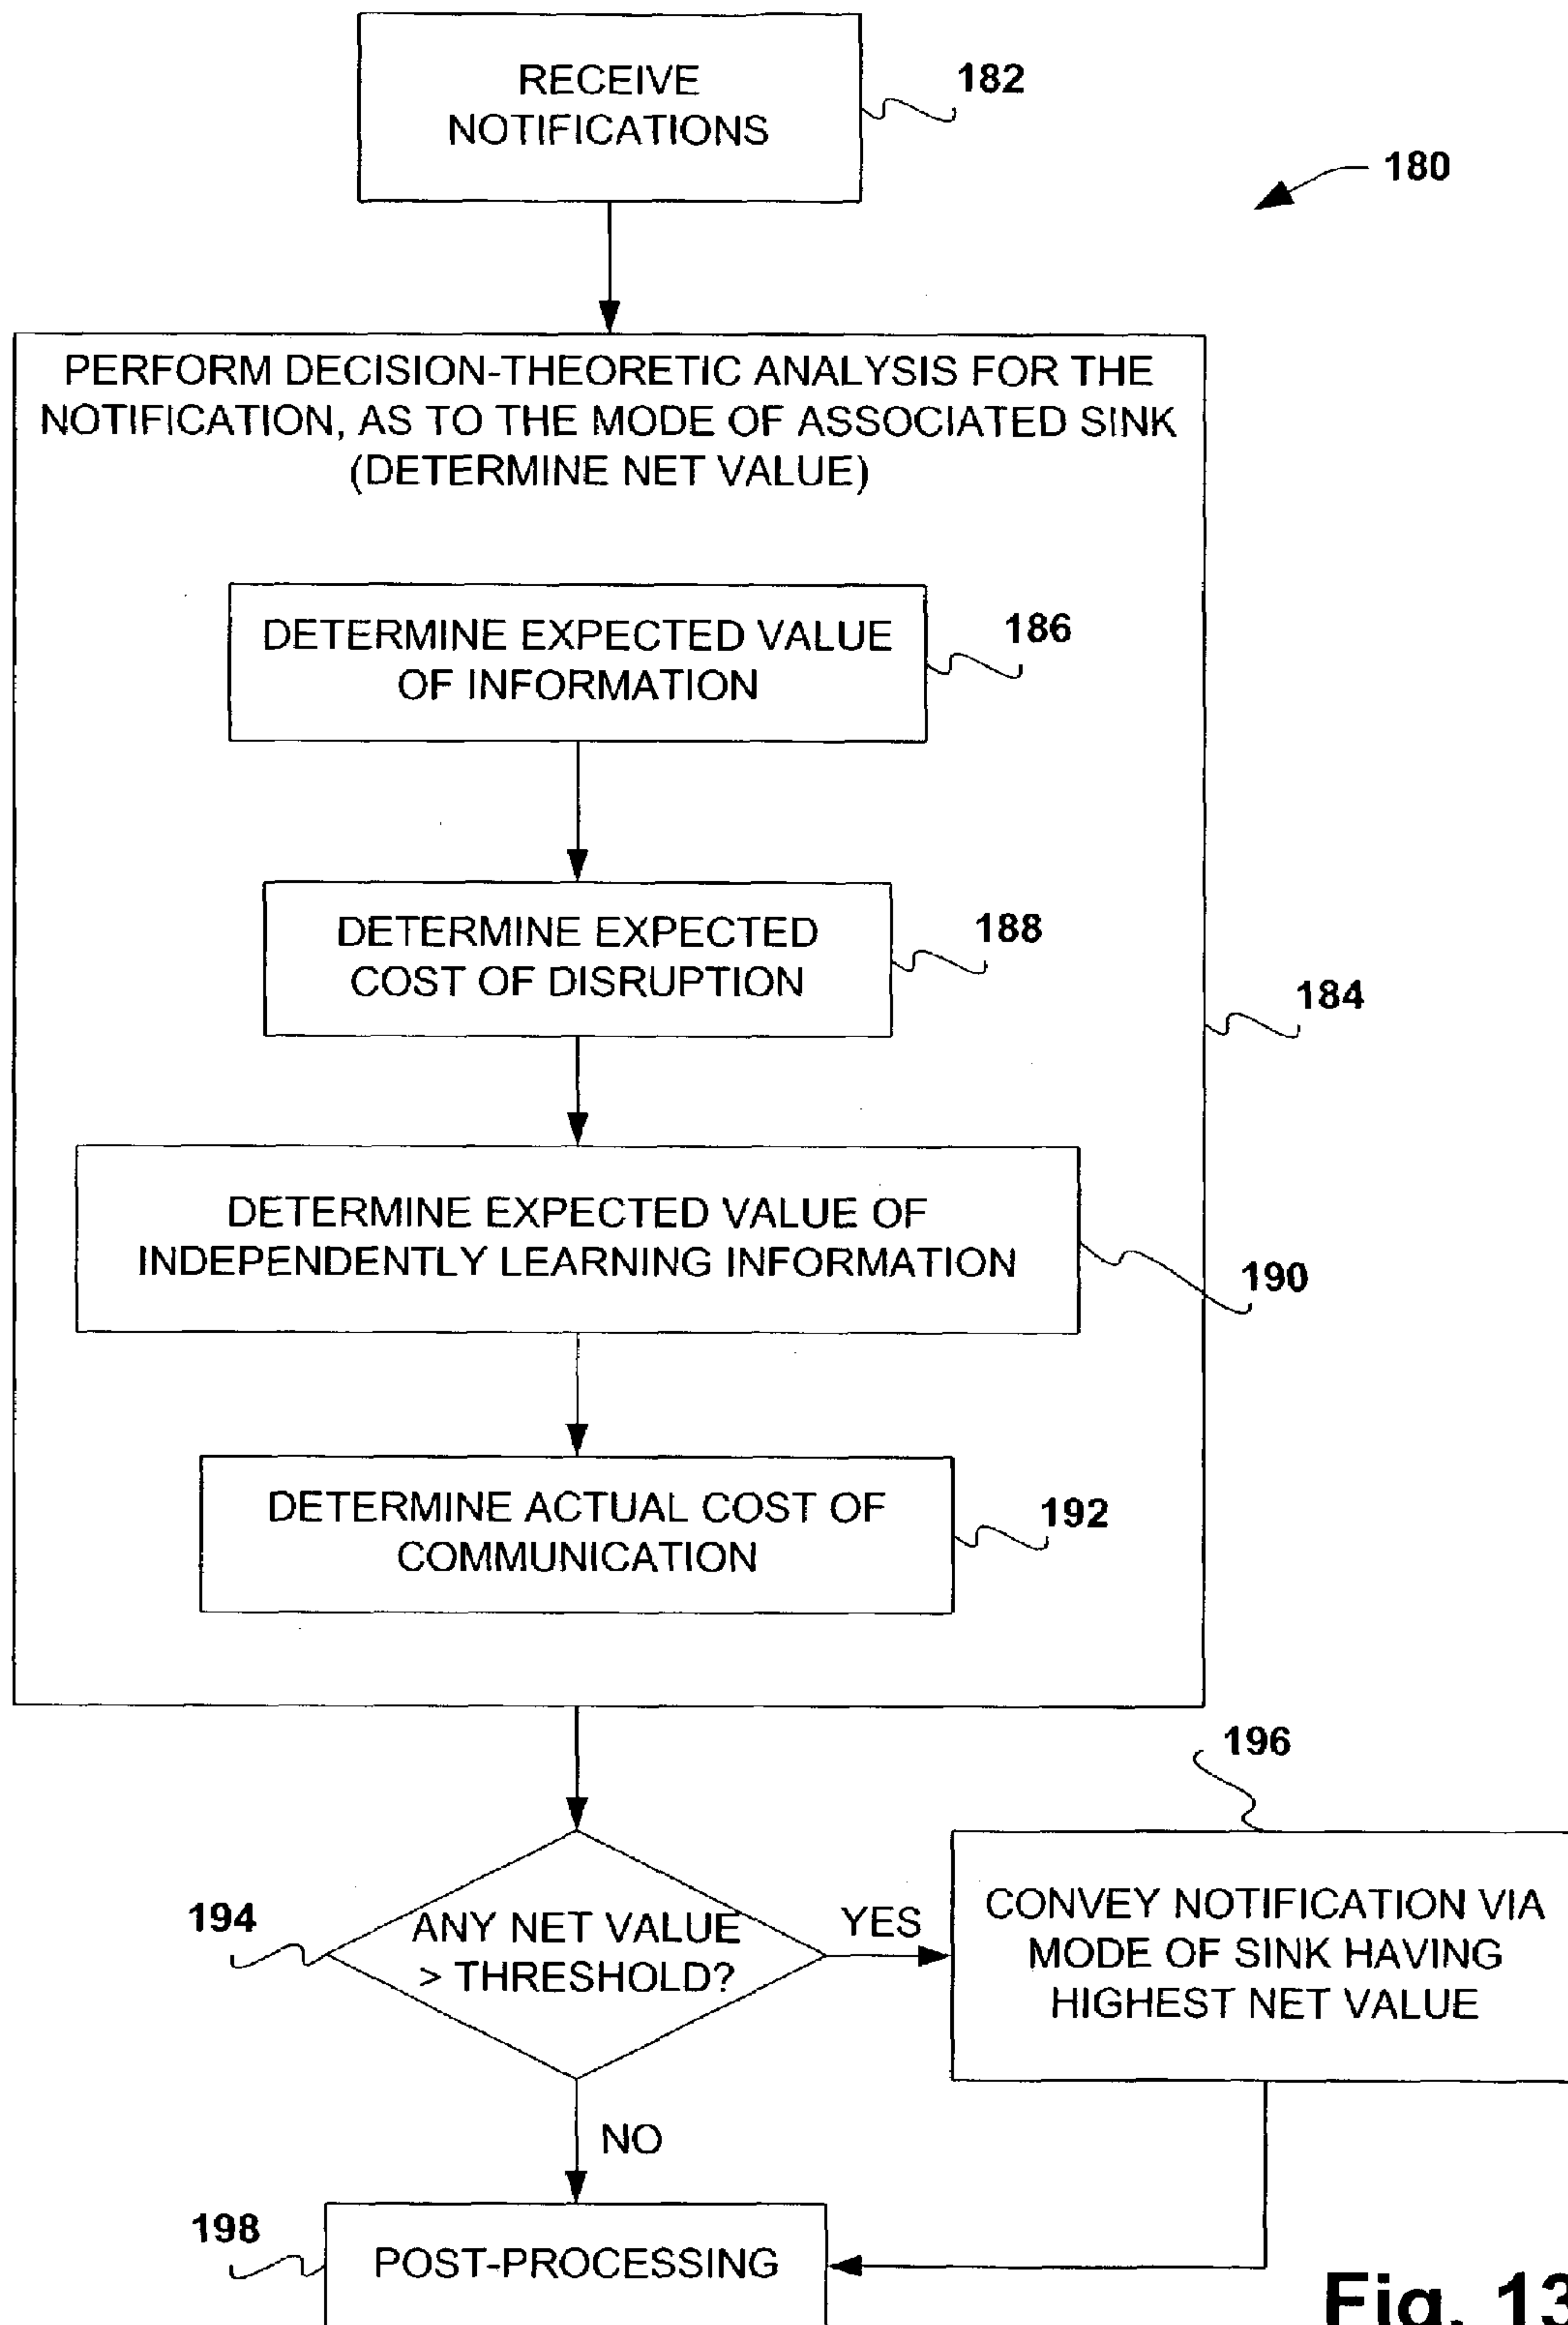 RECEIVE
NOTIFICATIONS
182
180
PERFORM DECISION-THEORETIC ANALYSIS FOR THE
NOTIFICATION, AS TO THE MODE OF ASSOCIATED SINK
(DETERMINE NET VALUE)
DETERMINE EXPECTED VALUE
OF INFORMATION
186
DETERMINE EXPECTED
COST OF DISRUPTION
188
184
DETERMINE EXPECTED VALUE OF
INDEPENDENTLY LEARNING INFORMATION
190
DETERMINE ACTUAL COST OF
COMMUNICATION
192
196
194
ANY NET VALUE
> THRESHOLD?
YES
CONVEY NOTIFICATION VIA
MODE OF SINK HAVING
HIGHEST NET VALUE
NO
198
POST-PROCESSING
Fig. 13